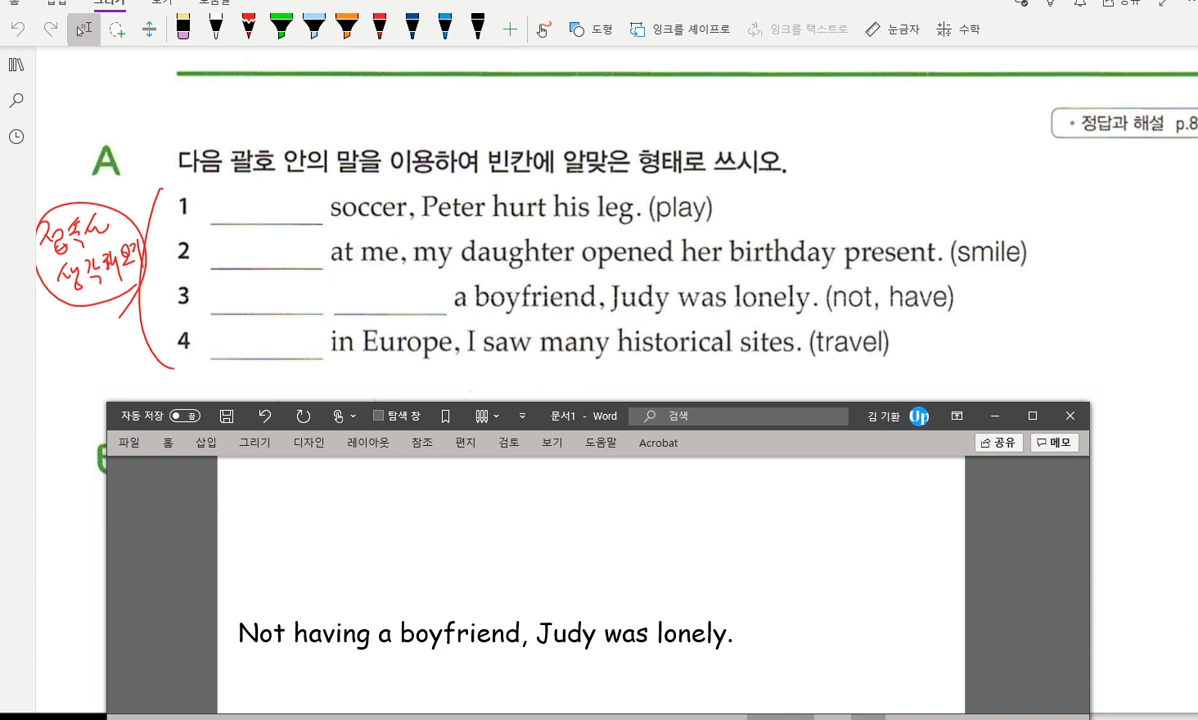 그리기
도형
잉크를 셰이프로
잉크를 텍스트로
눈금자
수학
• 정답과 해설 p.8
A 다음 괄호 안의 말을 이용하여 빈칸에 알맞은 형태로 쓰시오.
1 ________ soccer, Peter hurt his leg. (play)
접속사
생각해보기
2 ________ at me, my daughter opened her birthday present. (smile)
3 ________ ________ a boyfriend, Judy was lonely. (not, have)
4 ________ in Europe, I saw many historical sites. (travel)
자동 저장 끔 탐색 창 문서1 - Word 검색 김 기환 Up
파일 홈 삽입 그리기 디자인 레이아웃 참조 편지 검토 보기 도움말 Acrobat 공유 메모
Not having a boyfriend, Judy was lonely.